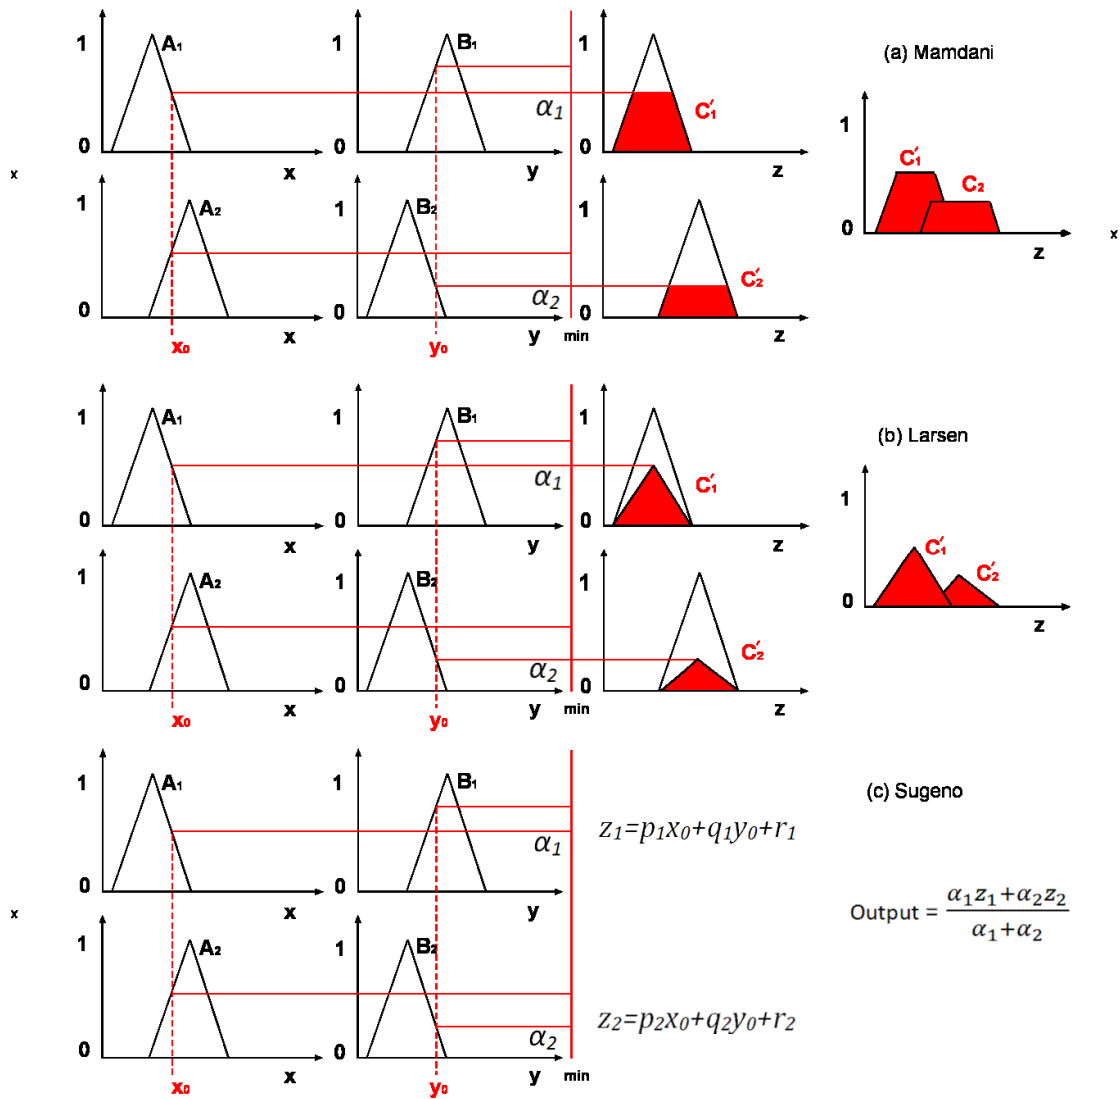 1 A₁ 1 B₁ 1 (a) Mamdani
α₁ C′₁ 1
0 0 0
x y z
x C′₁ C₂
1 A₂ 1 B₂ 1
0 x
z
α₂ C′₂
0 0 0
x y min z
x₀ y₀
1 A₁ 1 B₁ 1 (b) Larsen
α₁ C′₁ 1
0 0 0
x y z
C′₁ C′₂
1 A₂ 1 B₂ 1
0
z
α₂ C′₂
0 0 0
x y min z
x₀ y₀
1 A₁ 1 B₁ (c) Sugeno
α₁ z₁=p₁x₀+q₁y₀+r₁
0 0
x y
x
Output = α₁z₁+α₂z₂
α₁+α₂
1 A₂ 1 B₂
α₂ z₂=p₂x₀+q₂y₀+r₂
0 0
x y min
x₀ y₀